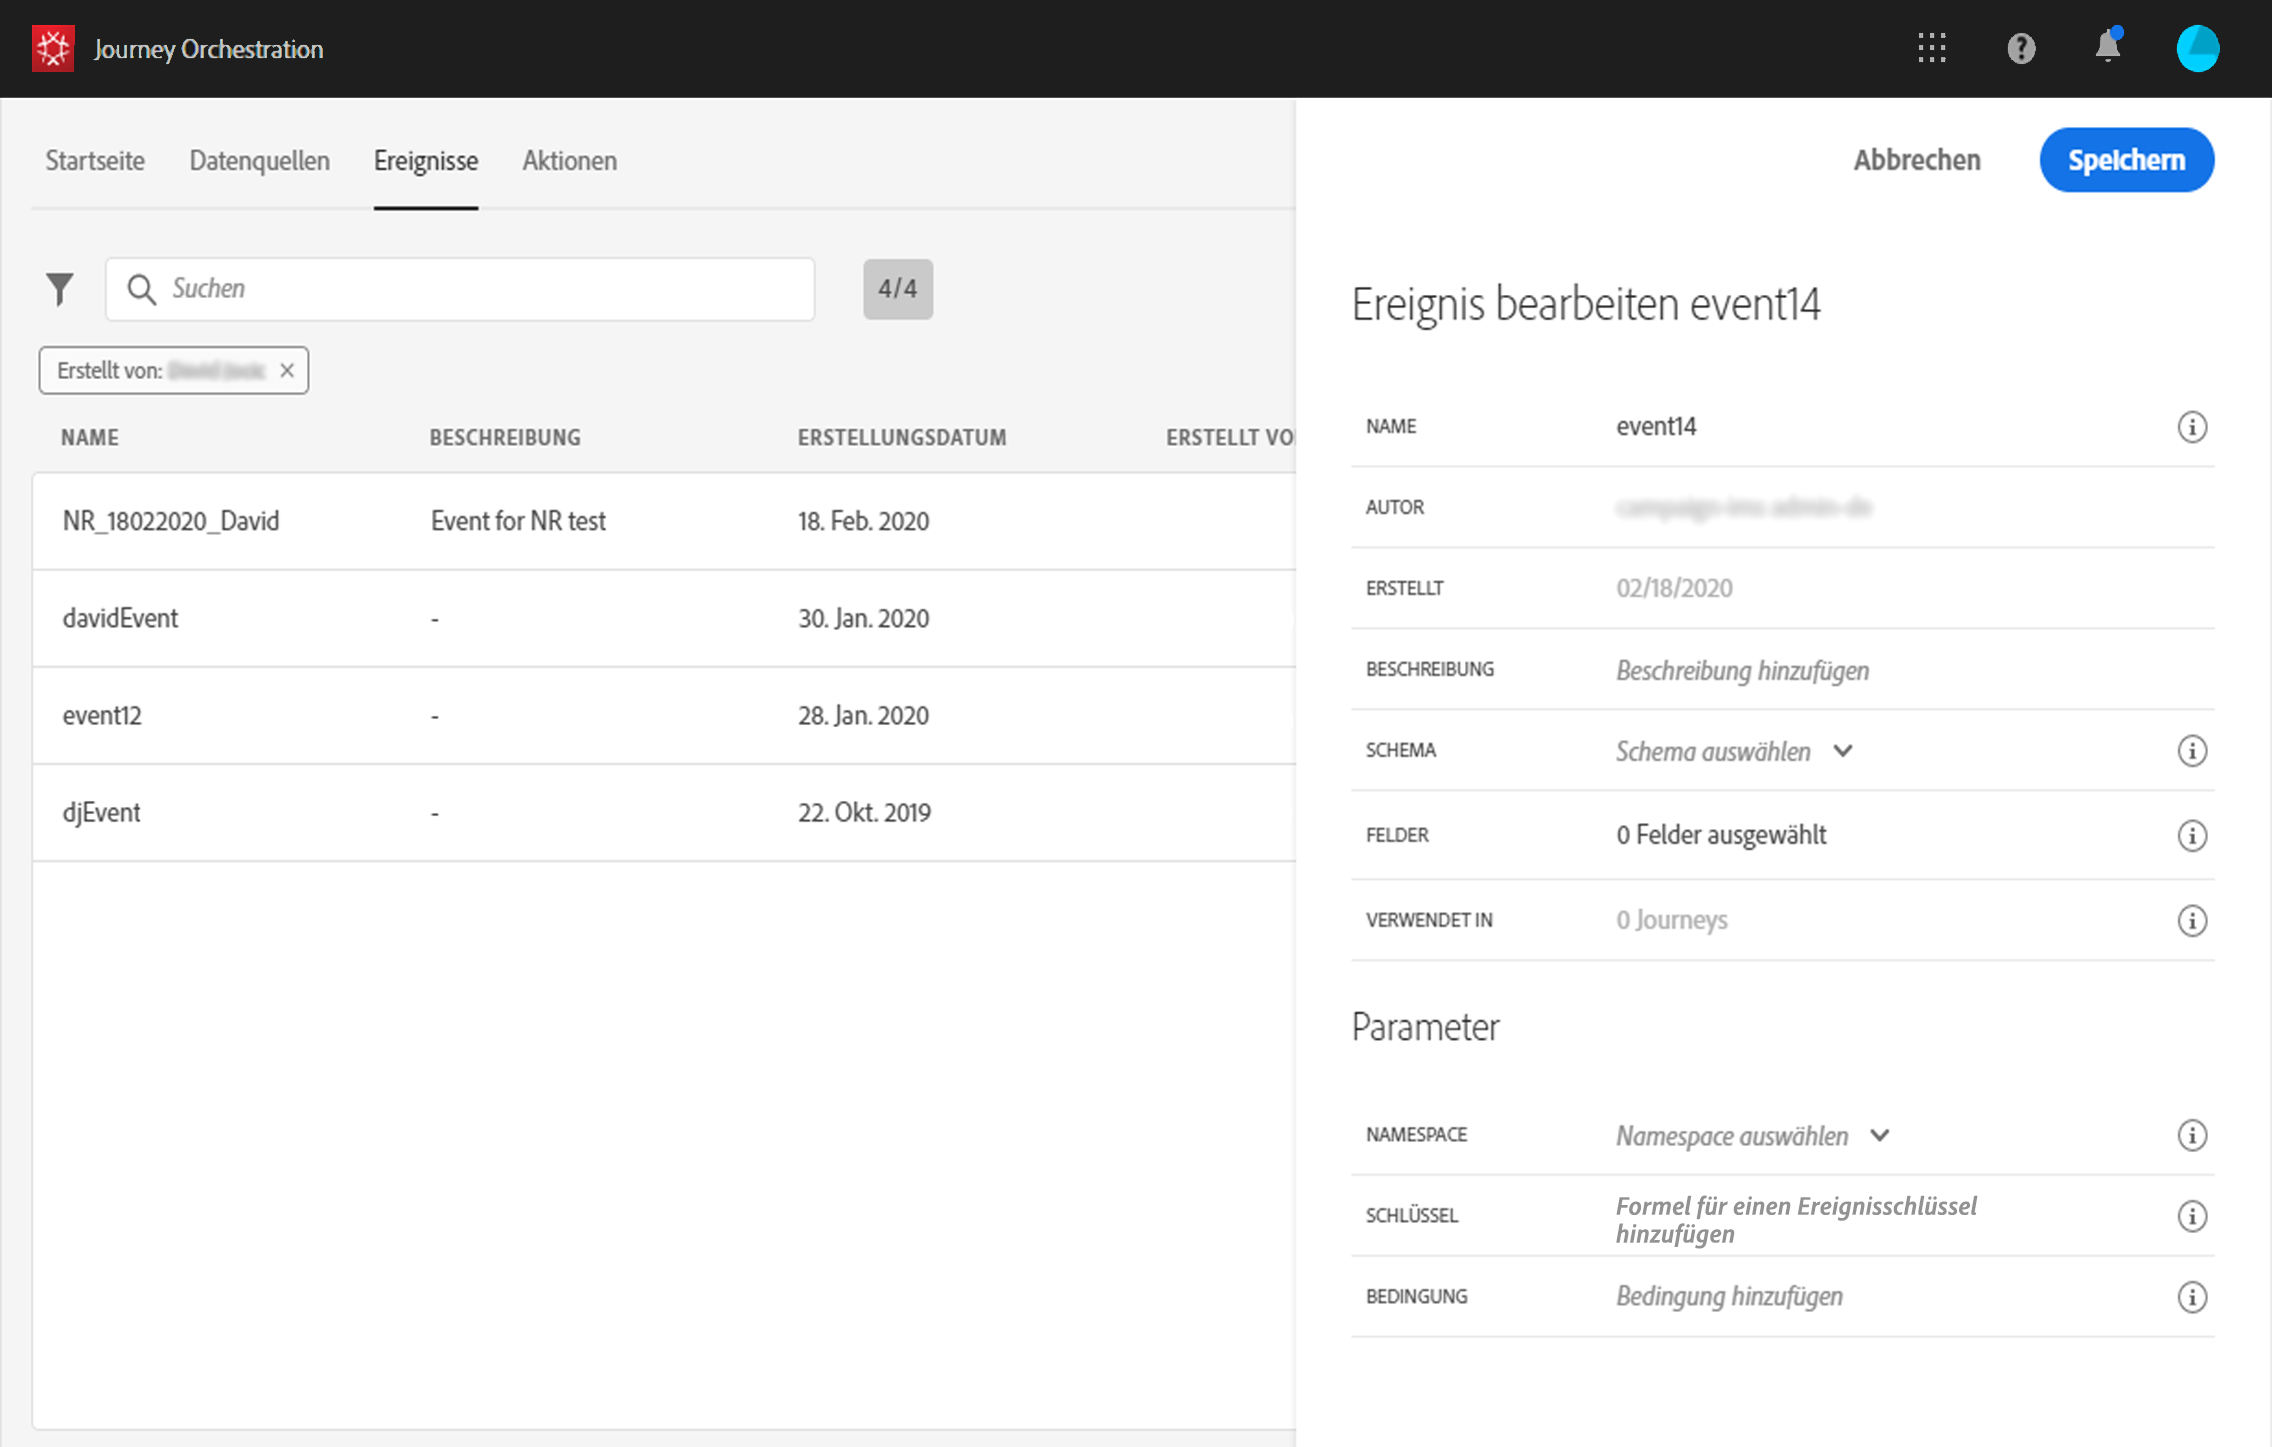 Journey Orchestration
Startseite Datenquellen Ereignisse Aktionen
Suchen
4/4
Erstellt von:
NAME BESCHREIBUNG ERSTELLUNGSDATUM ERSTELLT VO
NR_18022020_David Event for NR test 18. Feb. 2020
davidEvent - 30. Jan. 2020
event12 - 28. Jan. 2020
djEvent - 22. Okt. 2019
Abbrechen Speichern
Ereignis bearbeiten event14
NAME event14
AUTOR
ERSTELLT 02/18/2020
BESCHREIBUNG Beschreibung hinzufügen
SCHEMA Schema auswählen
FELDER 0 Felder ausgewählt
VERWENDET IN 0 Journeys
Parameter
NAMESPACE Namespace auswählen
SCHLÜSSEL Formel für einen Ereignisschlüssel
hinzufügen
BEDINGUNG Bedingung hinzufügen